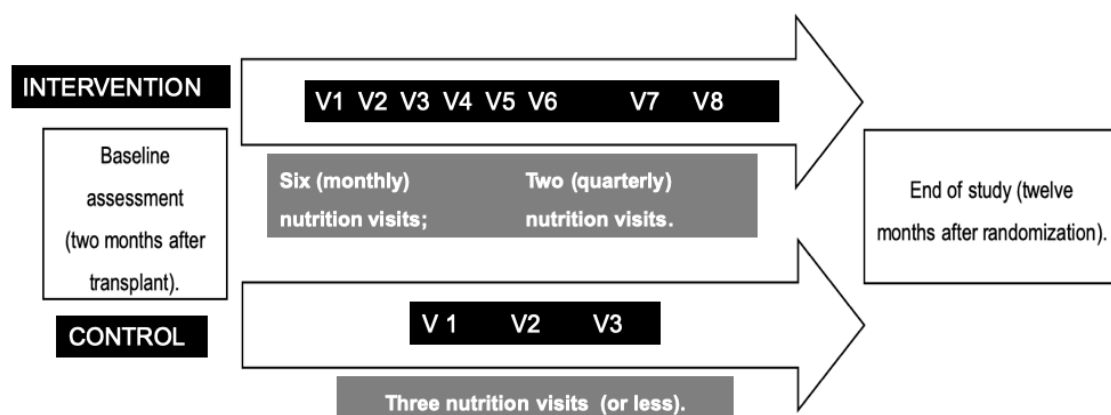 INTERVENTION
V1 V2 V3 V4 V5 V6 V7 V8
Baseline
assessment
(two months after
transplant).
Six (monthly)
nutrition visits;
Two (quarterly)
nutrition visits.
End of study (twelve
months after randomization).
CONTROL
V 1 V2 V3
Three nutrition visits (or less).